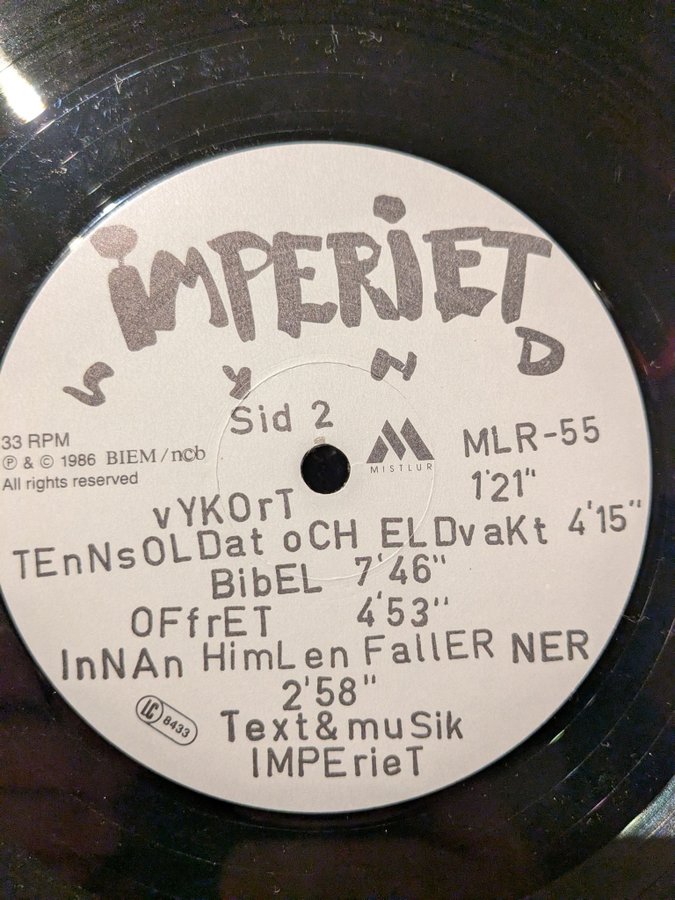 iMPERiET
SYND
Sid 2
MISTLUR
MLR-55
33 RPM
℗ & © 1986 BIEM/ncb
All rights reserved
vYKOrT 1'21"
TEnNsOLDat oCH ELDvaKt 4'15"
BibEL 7'46"
OFfrET 4'53"
InNAn HimLen FallER NER
2'58"
LC 8433
Text&muSik
IMPErieT